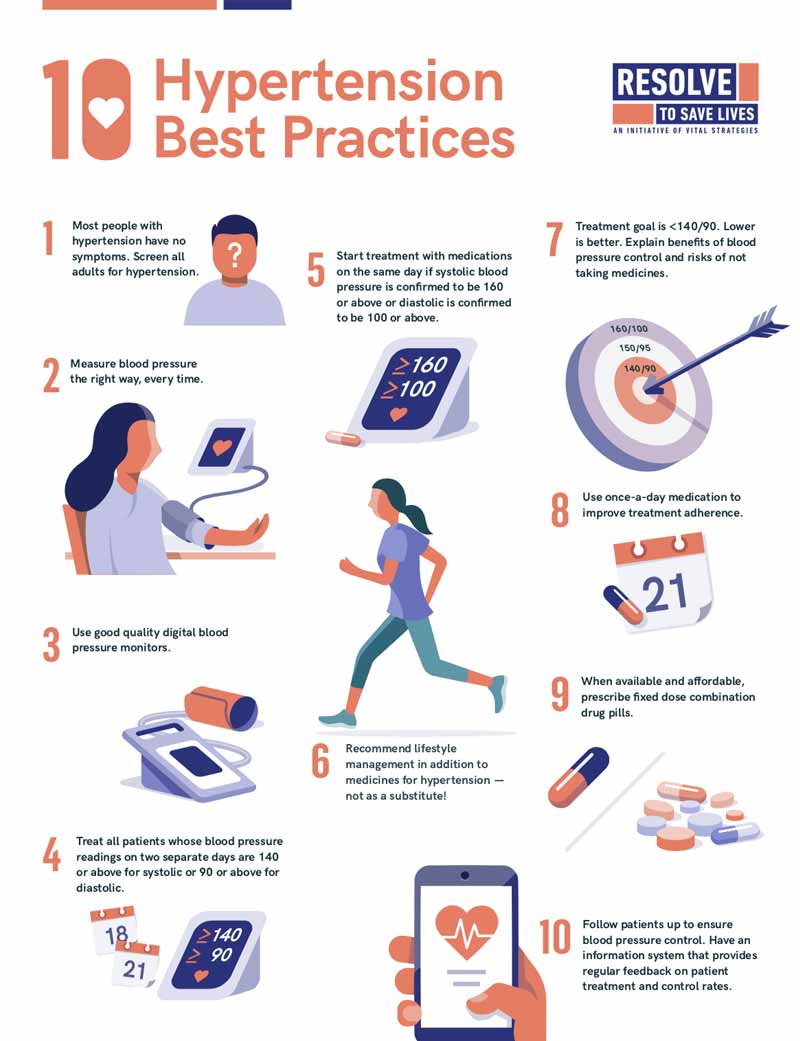 10 Hypertension
Best Practices
RESOLVE
TO SAVE LIVES
AN INITIATIVE OF VITAL STRATEGIES
1
Most people with
hypertension have no
symptoms. Screen all
adults for hypertension.
?
2
Measure blood pressure
the right way, every time.
3
Use good quality digital blood
pressure monitors.
4
Treat all patients whose blood pressure
readings on two separate days are 140
or above for systolic or 90 or above for
diastolic.
18
21
≥140
≥90
5
Start treatment with medications
on the same day if systolic blood
pressure is confirmed to be 160
or above or diastolic is confirmed
to be 100 or above.
≥160
≥100
6
Recommend lifestyle
management in addition to
medicines for hypertension —
not as a substitute!
7
Treatment goal is <140/90. Lower
is better. Explain benefits of blood
pressure control and risks of not
taking medicines.
160/100
150/95
140/90
8
Use once-a-day medication to
improve treatment adherence.
21
9
When available and affordable,
prescribe fixed dose combination
drug pills.
10
Follow patients up to ensure
blood pressure control. Have an
information system that provides
regular feedback on patient
treatment and control rates.